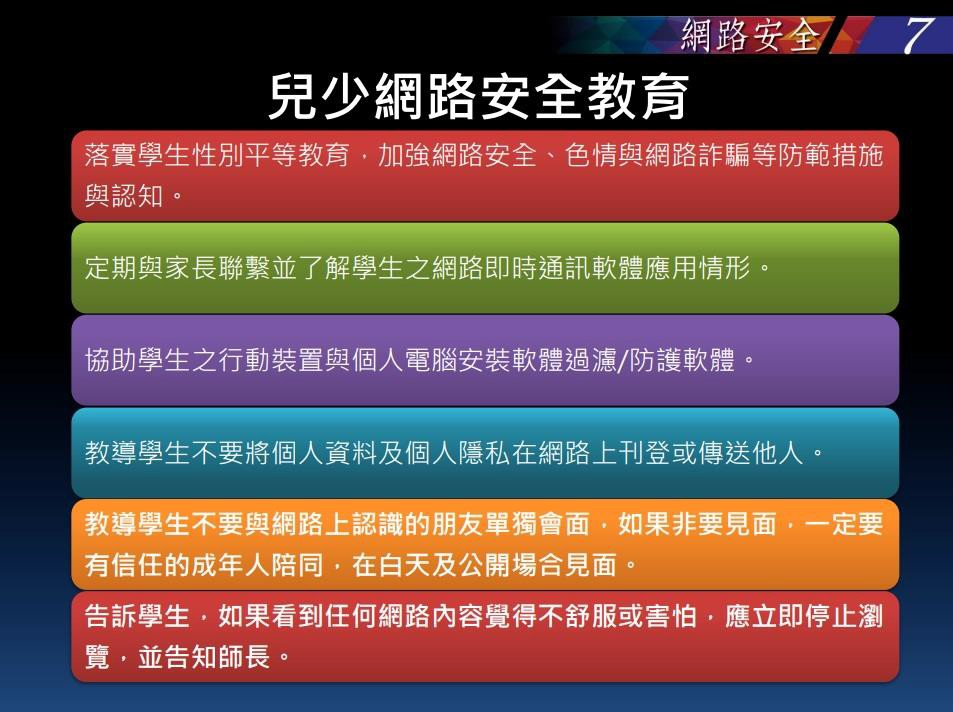 網路安全 7
兒少網路安全教育
落實學生性別平等教育，加強網路安全、色情與網路詐騙等防範措施
與認知。
定期與家長聯繫並了解學生之網路即時通訊軟體應用情形。
協助學生之行動裝置與個人電腦安裝軟體過濾/防護軟體。
教導學生不要將個人資料及個人隱私在網路上刊登或傳送他人。
教導學生不要與網路上認識的朋友單獨會面，如果非要見面，一定要
有信任的成年人陪同，在白天及公開場合見面。
告訴學生，如果看到任何網路內容覺得不舒服或害怕，應立即停止瀏
覽，並告知師長。